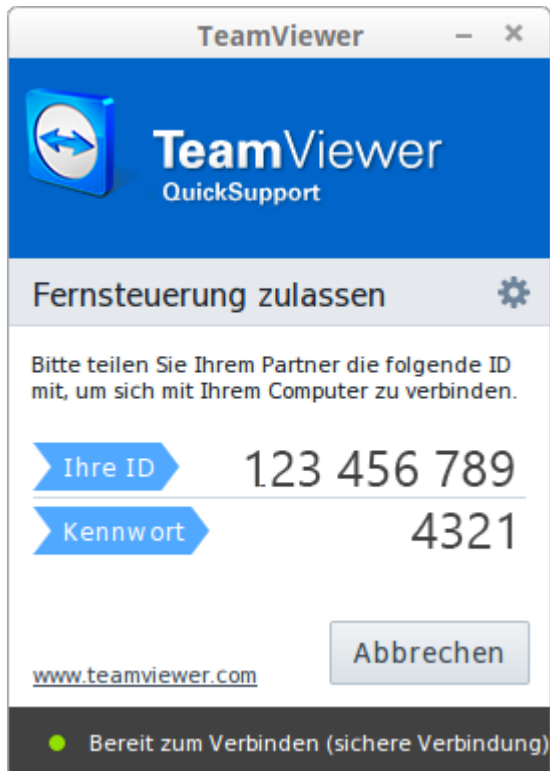 TeamViewer
TeamViewer
QuickSupport
Fernsteuerung zulassen
Bitte teilen Sie Ihrem Partner die folgende ID
mit, um sich mit Ihrem Computer zu verbinden.
Ihre ID 123 456 789
Kennwort 4321
Abbrechen
www.teamviewer.com
Bereit zum Verbinden (sichere Verbindung)